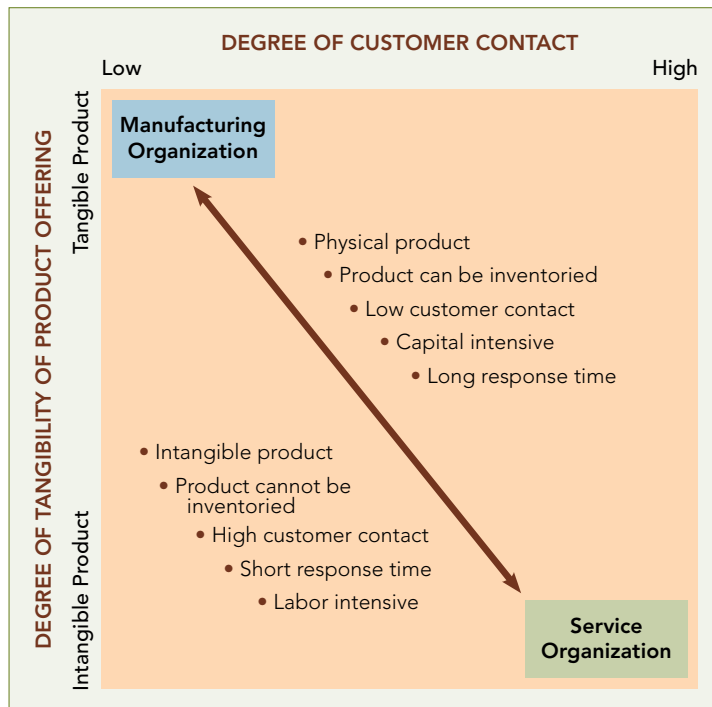 DEGREE OF CUSTOMER CONTACT
Low
High
DEGREE OF TANGIBILITY OF PRODUCT OFFERING
Tangible Product
Intangible Product
Manufacturing
Organization
• Physical product
• Product can be inventoried
• Low customer contact
• Capital intensive
• Long response time
• Intangible product
• Product cannot be
inventoried
• High customer contact
• Short response time
• Labor intensive
Service
Organization